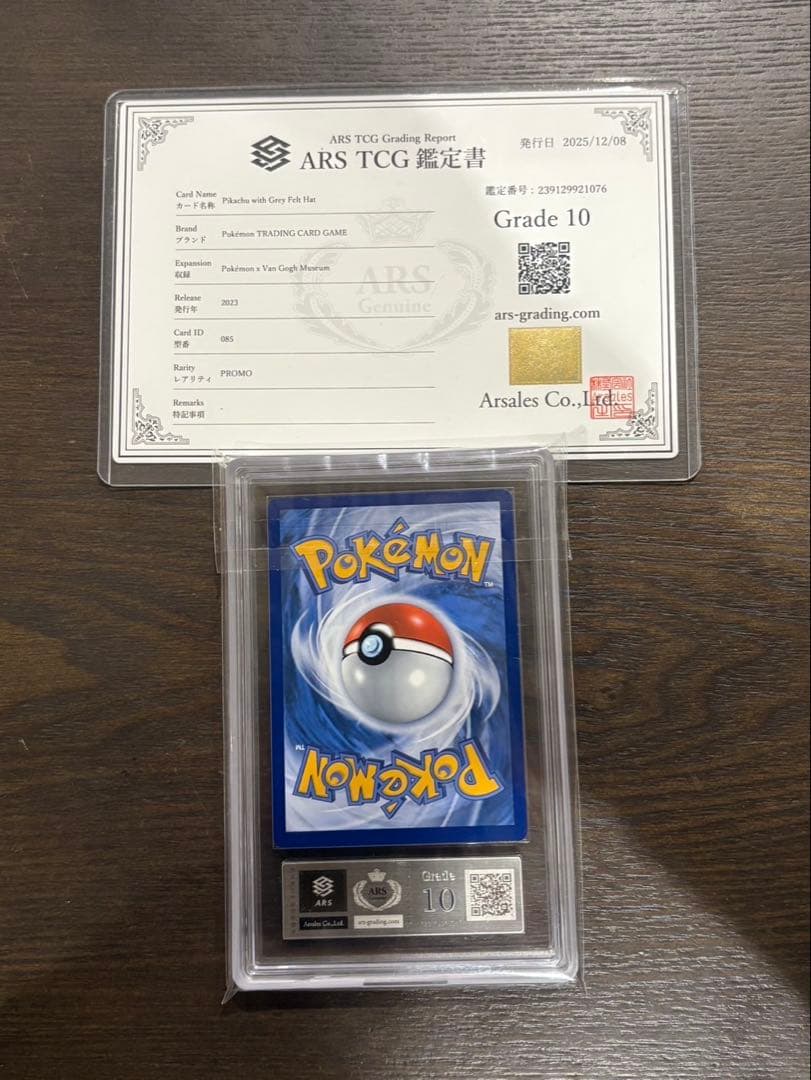 ARS TCG Grading Report
ARS TCG 鑑定書
発行日 2025/12/08
鑑定番号 : 239129921076
Grade 10
ars-grading.com
Arsales Co.,Ltd.
Card Name
カード名称
Pikachu with Grey Felt Hat
Brand
ブランド
Pokémon TRADING CARD GAME
Expansion
収録
Pokémon x Van Gogh Museum
Release
発行年
2023
Card ID
型番
085
Rarity
レアリティ
PROMO
Remarks
特記事項
ARS
Genuine
POKéMON
TM
POKéMON
TM
ARS
Arsales Co.,Ltd.
ARS
ars-grading.com
Grade
10